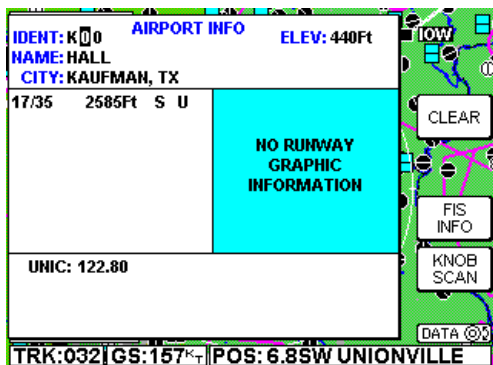 AIRPORT INFO
IDENT: K00 ELEV: 440Ft
NAME: HALL
CITY: KAUFMAN, TX
17/35 2585Ft S U
NO RUNWAY
GRAPHIC
INFORMATION
UNIC: 122.80
IOW
CLEAR
FIS
INFO
KNOB
SCAN
DATA
TRK:032 GS:157KT POS: 6.8SW UNIONVILLE